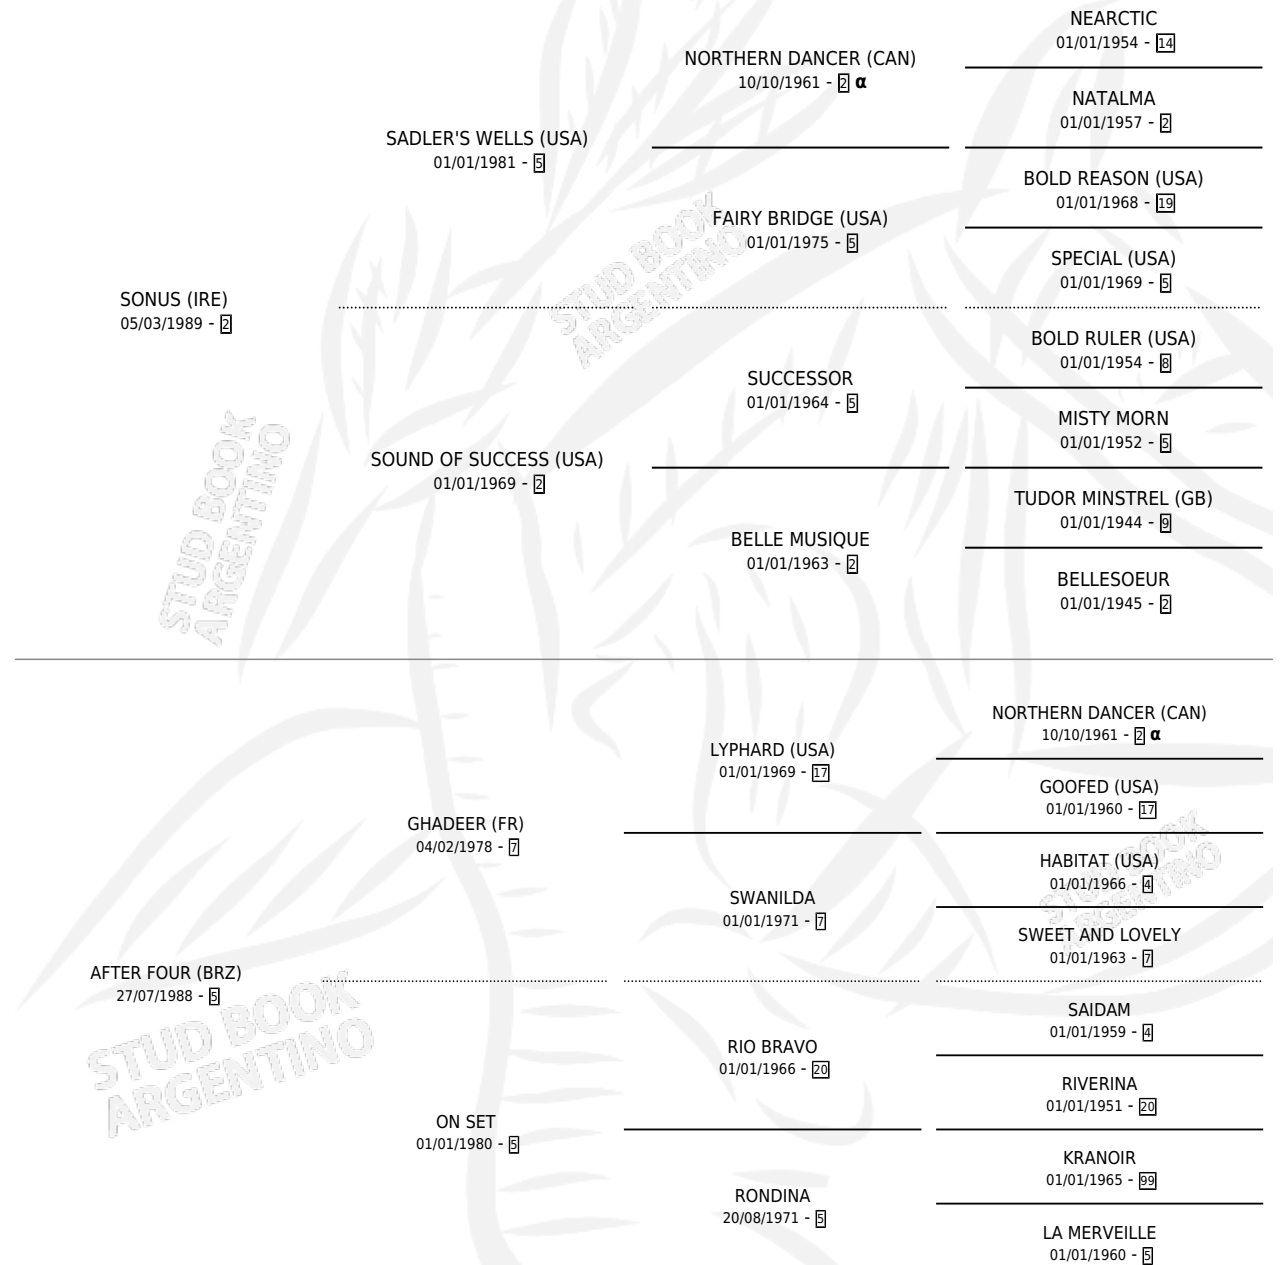 NEARCTIC
01/01/1954 - 14
NORTHERN DANCER (CAN)
10/10/1961 - 2 α
NATALMA
01/01/1957 - 2
SADLER'S WELLS (USA)
01/01/1981 - 5
BOLD REASON (USA)
01/01/1968 - 19
FAIRY BRIDGE (USA)
01/01/1975 - 5
SPECIAL (USA)
01/01/1969 - 5
SONUS (IRE)
05/03/1989 - 2
BOLD RULER (USA)
01/01/1954 - 8
SUCCESSOR
01/01/1964 - 5
MISTY MORN
01/01/1952 - 5
SOUND OF SUCCESS (USA)
01/01/1969 - 2
TUDOR MINSTREL (GB)
01/01/1944 - 9
BELLE MUSIQUE
01/01/1963 - 2
BELLESOEUR
01/01/1945 - 2
STUD BOOK
ARGENTINO
STUD BOOK
ARGENTINO
NORTHERN DANCER (CAN)
10/10/1961 - 2 α
LYPHARD (USA)
01/01/1969 - 17
GOOFED (USA)
01/01/1960 - 17
GHADEER (FR)
04/02/1978 - 7
HABITAT (USA)
01/01/1966 - 4
SWANILDA
01/01/1971 - 7
SWEET AND LOVELY
01/01/1963 - 7
AFTER FOUR (BRZ)
27/07/1988 - 5
SAIDAM
01/01/1959 - 4
RIO BRAVO
01/01/1966 - 20
RIVERINA
01/01/1951 - 20
ON SET
01/01/1980 - 5
KRANOIR
01/01/1965 - 99
RONDINA
20/08/1971 - 5
LA MERVEILLE
01/01/1960 - 5
STUD BOOK
ARGENTINO
STUD BOOK
ARGENTINO